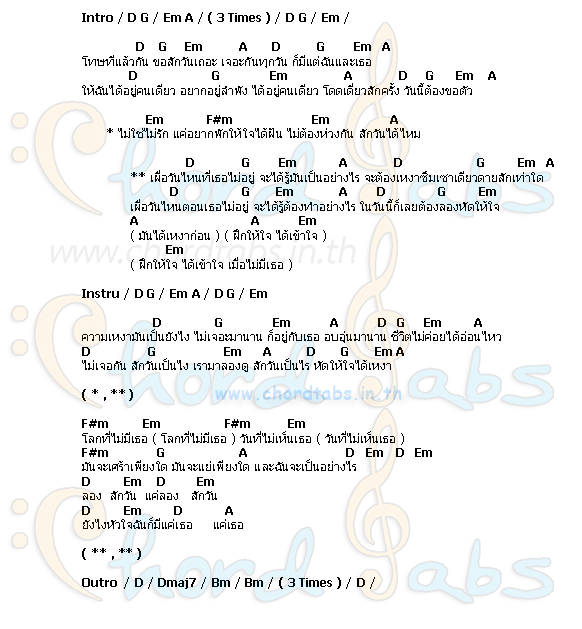 Intro / D G / Em A / ( 3 Times ) / D G / Em /
D G Em A D G Em A
โทษทีแล้วกัน ขอสักวันเถอะ เจอะกันทุกวัน ก็มีแต่ฉันและเธอ
D G Em A D G Em A
ให้ฉันได้อยู่คนเดียว อยากอยู่ลำพัง ได้อยู่คนเดียว โดดเดี่ยวสักครั้ง วันนี้ต้องขอตัว
Em F#m Em A
* ไม่ใช่ไม่รัก แค่อยากพักให้ใจได้ฝัน ไม่ต้องห่วงกัน สักวันได้ไหม
D G Em A D G Em A
** เผื่อวันไหนที่เธอไม่อยู่ จะได้รู้มันเป็นอย่างไร จะต้องเหงาซึมเซาเดียวดายสักเท่าใด
D G Em A D G Em
เผื่อวันไหนตอนเธอไม่อยู่ จะได้รู้ต้องทำอย่างไร ในวันนี้ก็เลยต้องลองหัดให้ใจ
A A Em
( มันได้เหงาก่อน ) ( ฝึกให้ใจ ได้เข้าใจ )
Em
( ฝึกให้ใจ ได้เข้าใจ เมื่อไม่มีเธอ )
www.chordtabs.in.th
Instru / D G / Em A / D G / Em
D G Em A D G Em A
ความเหงามันเป็นยังไง ไม่เจอะมานาน ก็อยู่กับเธอ อบอุ่นมานาน ชีวิตไม่ค่อยได้อ่อนไหว
D G Em A D G Em A
ไม่เจอกัน สักวันเป็นไง เรามาลองดู สักวันเป็นไร หัดให้ใจได้เหงา
www.chordtabs.in.th
( * , ** )
F#m Em F#m Em
โลกที่ไม่มีเธอ ( โลกที่ไม่มีเธอ ) วันที่ไม่เห็นเธอ ( วันที่ไม่เห็นเธอ )
F#m G A D Em D Em
มันจะเศร้าเพียงใด มันจะแย่เพียงใด และฉันจะเป็นอย่างไร
D Em D Em
ลอง สักวัน แค่ลอง สักวัน
D Em D A
ยังไงหัวใจฉันก็มีแค่เธอ แค่เธอ
( ** , ** )
Outro / D / Dmaj7 / Bm / Bm / ( 3 Times ) / D /